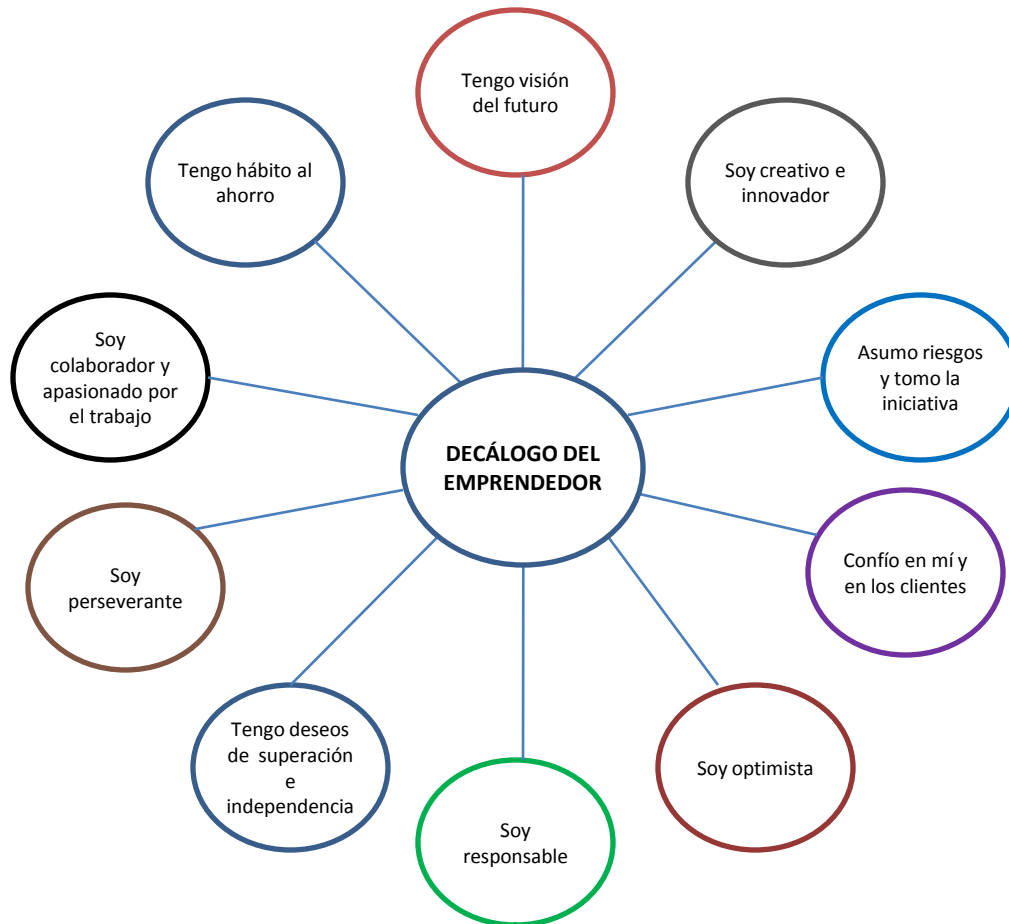 Tengo visión
del futuro
Soy creativo e
innovador
Asumo riesgos
y tomo la
iniciativa
Confío en mí y
en los clientes
Soy optimista
Soy
responsable
Tengo deseos
de superación
e
independencia
Soy
perseverante
Soy
colaborador y
apasionado por
el trabajo
Tengo hábito al
ahorro
DECÁLOGO DEL
EMPRENDEDOR